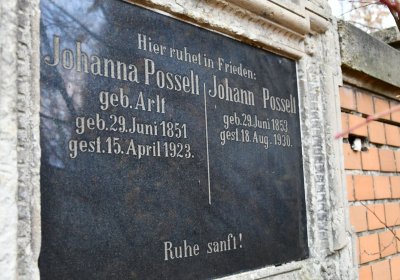 Hier ruhet in Frieden:
Johanna Possell
geb. Arlt
geb. 29. Juni 1851
gest. 15. April 1923.
Johann Possell
geb. 29. Juni 1853
gest. 18. Aug. 1930.
Ruhe sanft!